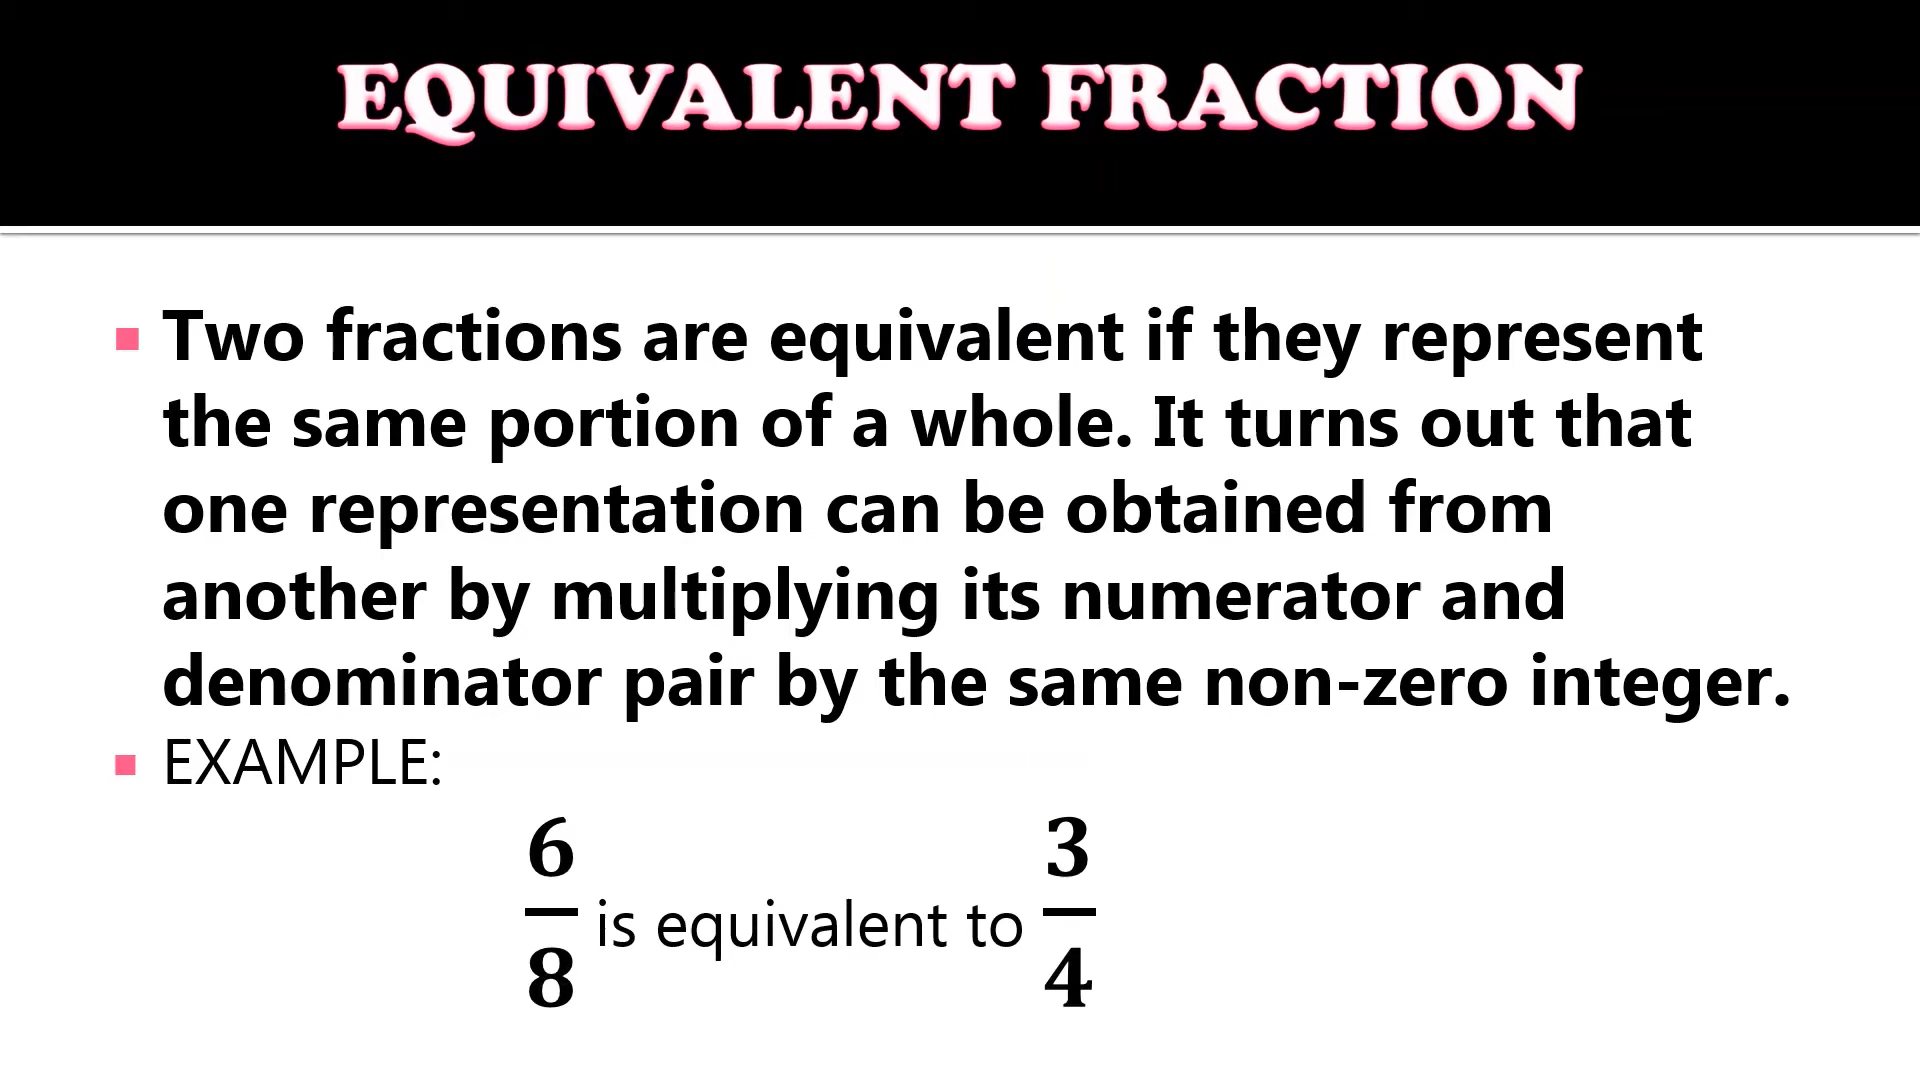 EQUIVALENT FRACTION
Two fractions are equivalent if they represent
the same portion of a whole. It turns out that
one representation can be obtained from
another by multiplying its numerator and
denominator pair by the same non-zero integer.
EXAMPLE:
6/8 is equivalent to 3/4